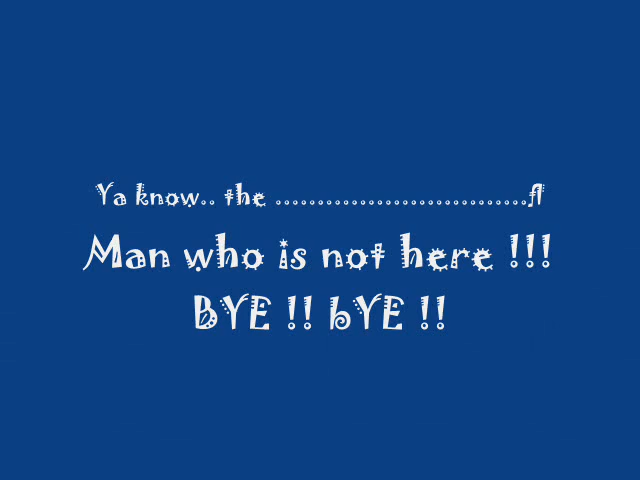 Ya know.. the ..............................fl
Man who is not here !!!
BYE !! bYE !!